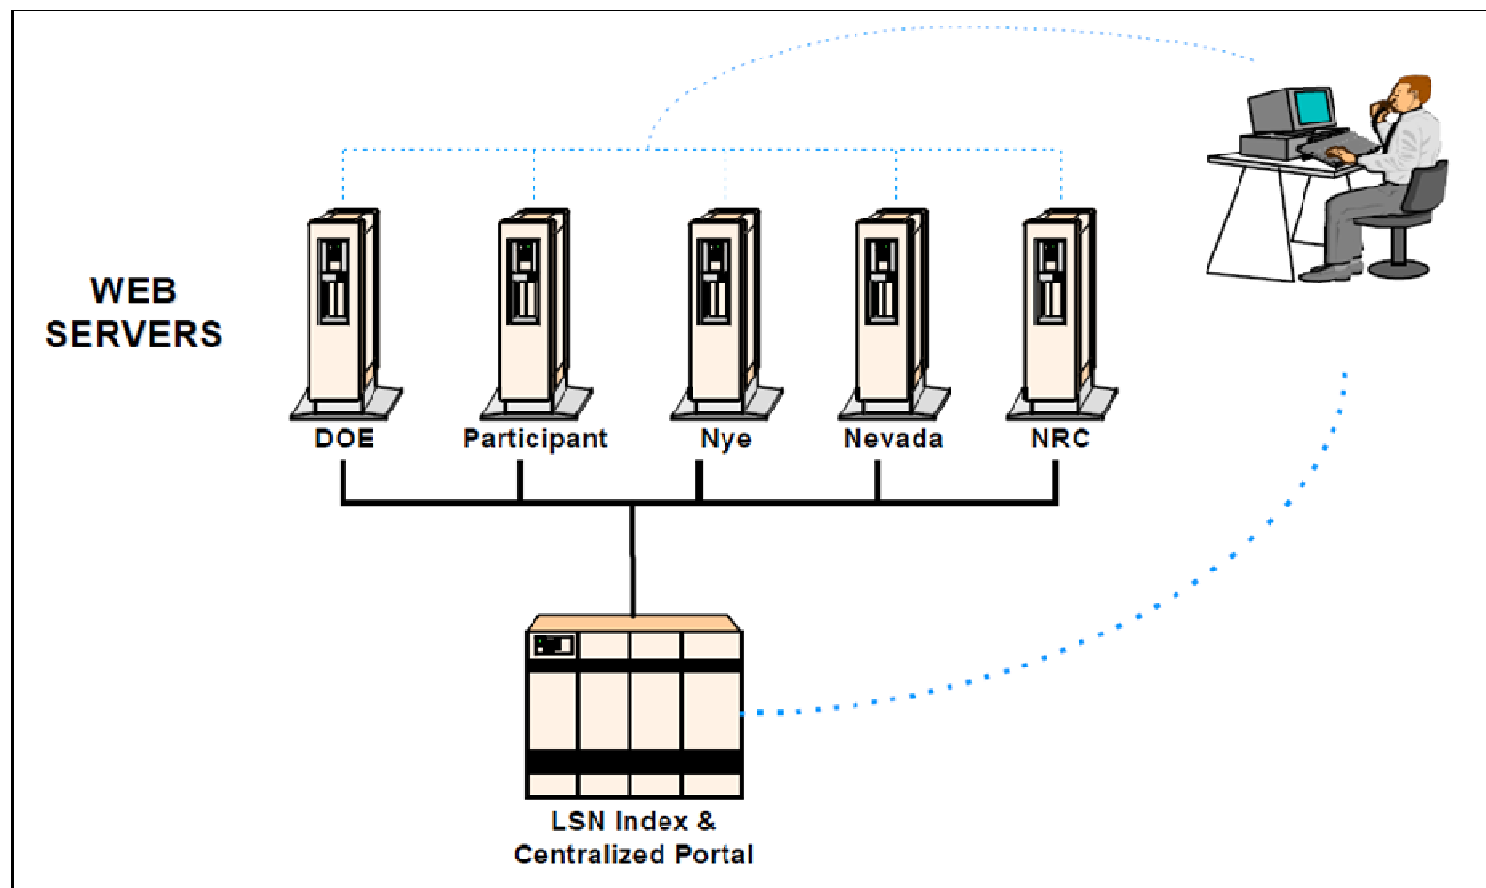 WEB
SERVERS
DOE
Participant
Nye
Nevada
NRC
LSN Index &
Centralized Portal